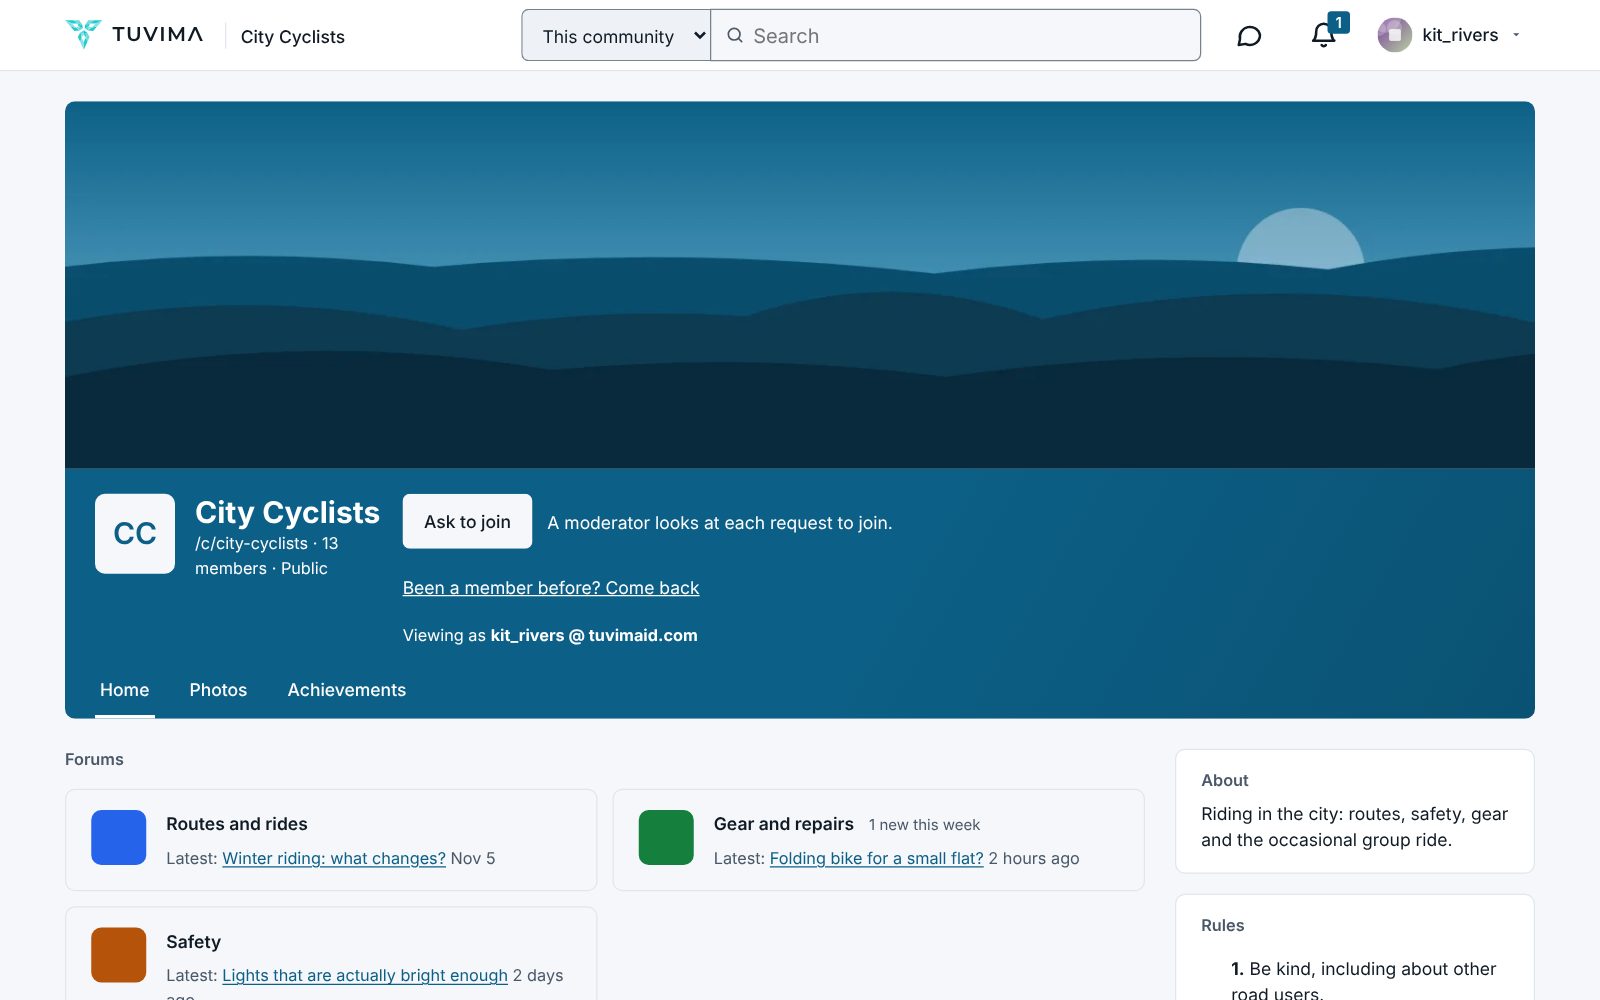 TUVIMA
City Cyclists
This community
Search
1
kit_rivers
CC
City Cyclists
/c/city-cyclists · 13
members · Public
Ask to join
A moderator looks at each request to join.
Been a member before? Come back
Viewing as kit_rivers @ tuvimaid.com
Home
Photos
Achievements
Forums
Routes and rides
Latest: Winter riding: what changes? Nov 5
Gear and repairs 1 new this week
Latest: Folding bike for a small flat? 2 hours ago
Safety
Latest: Lights that are actually bright enough 2 days
ago
About
Riding in the city: routes, safety, gear
and the occasional group ride.
Rules
1. Be kind, including about other
road users.